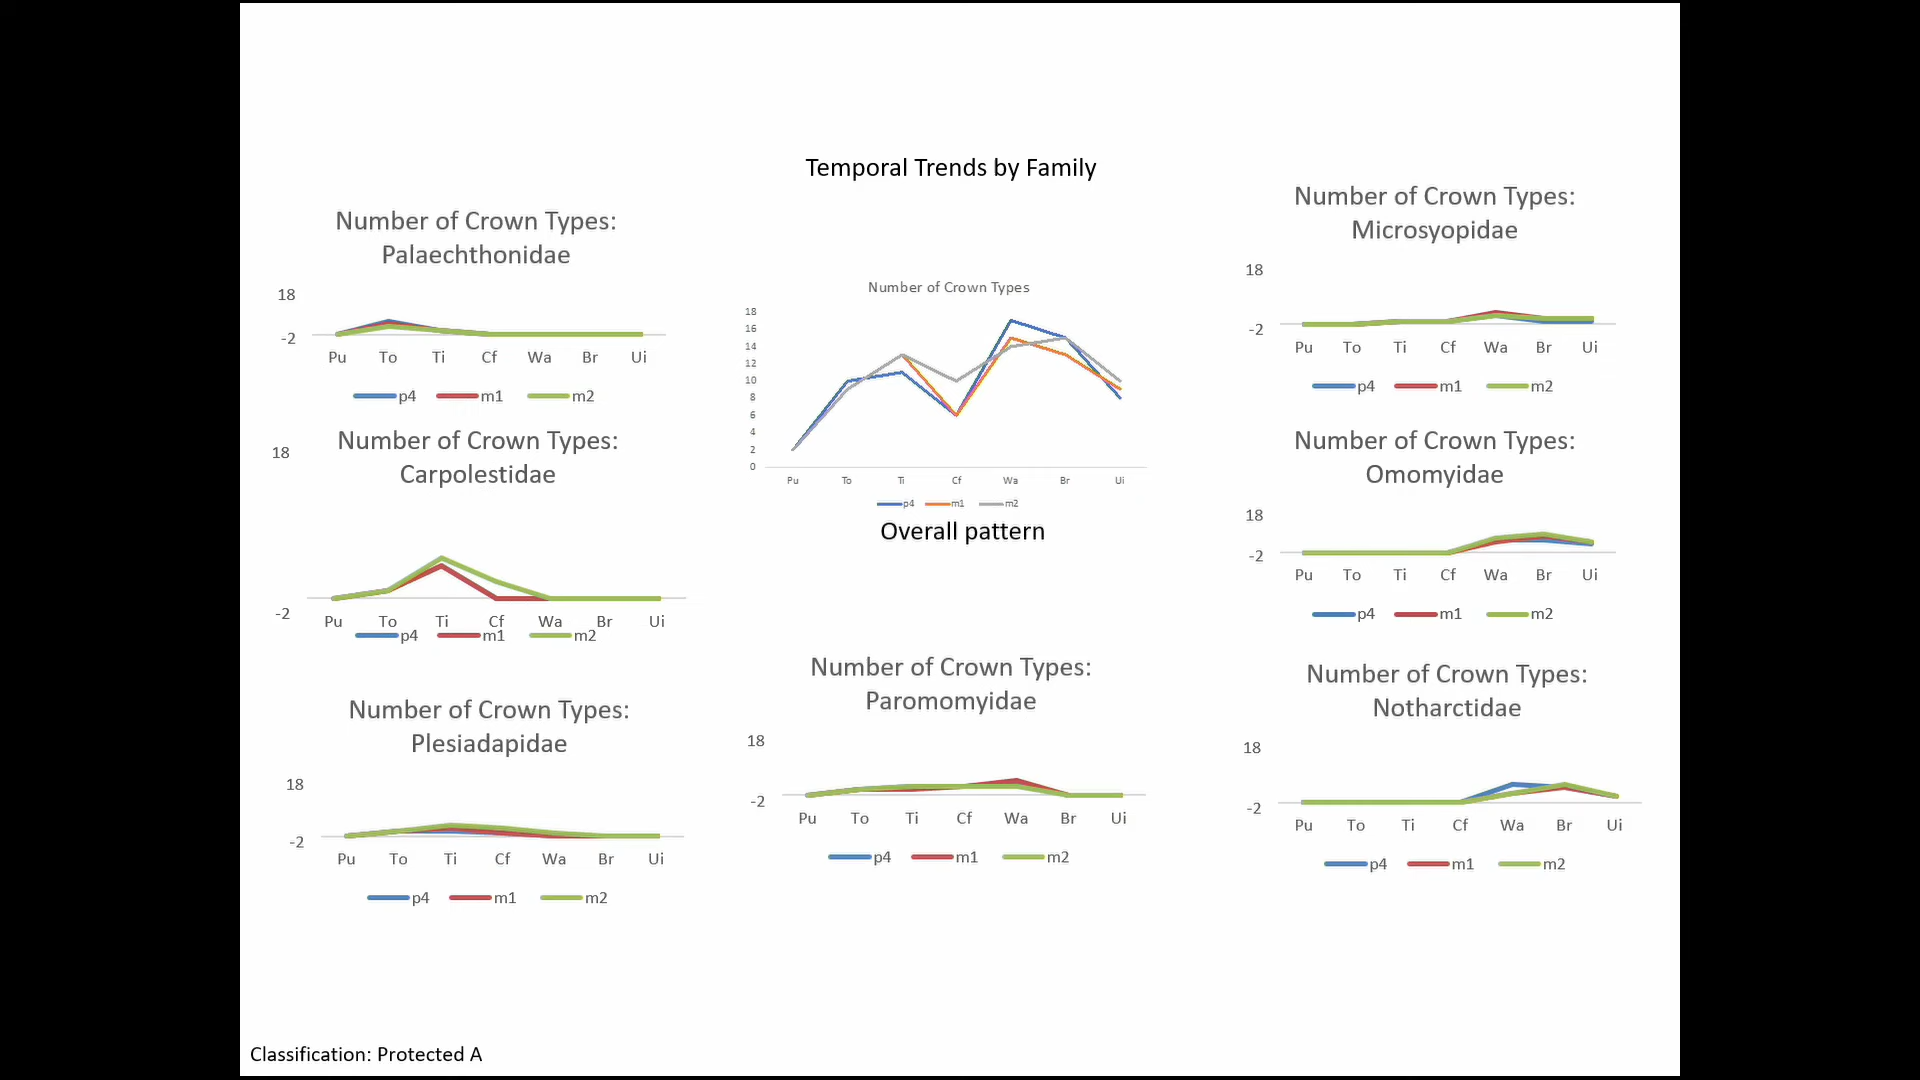 Temporal Trends by Family
Number of Crown Types:
Palaechthonidae
18
-2
Pu To Ti Cf Wa Br Ui
p4 m1 m2
Number of Crown Types:
Carpolestidae
18
-2
Pu To Ti Cf Wa Br Ui
p4 m1 m2
Number of Crown Types:
Plesiadapidae
18
-2
Pu To Ti Cf Wa Br Ui
p4 m1 m2
Number of Crown Types
18
16
14
12
10
8
6
4
2
0
Pu To Ti Cf Wa Br Ui
p4 m1 m2
Overall pattern
Number of Crown Types:
Paromomyidae
18
-2
Pu To Ti Cf Wa Br Ui
p4 m1 m2
Number of Crown Types:
Microsyopidae
18
-2
Pu To Ti Cf Wa Br Ui
p4 m1 m2
Number of Crown Types:
Omomyidae
18
-2
Pu To Ti Cf Wa Br Ui
p4 m1 m2
Number of Crown Types:
Notharctidae
18
-2
Pu To Ti Cf Wa Br Ui
p4 m1 m2
Classification: Protected A